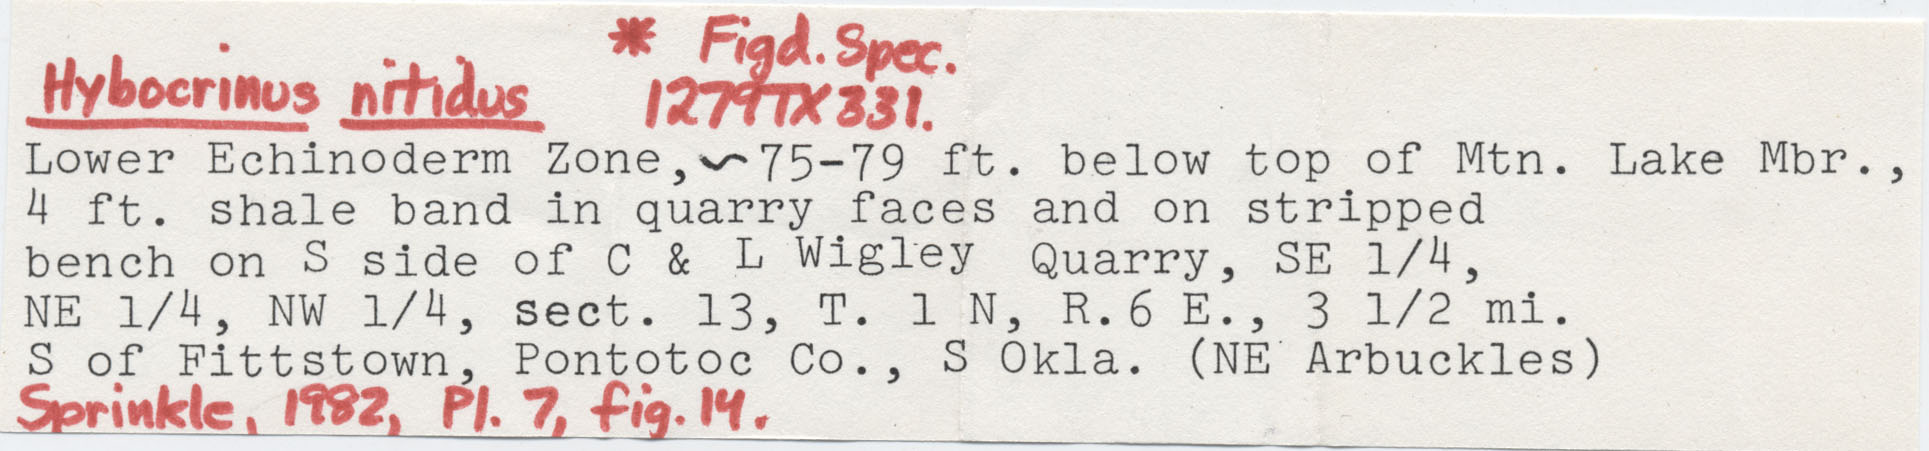 * Figd. Spec.
Hybocrinus nitidus 1279TX331.
Lower Echinoderm Zone, ~75-79 ft. below top of Mtn. Lake Mbr.,
4 ft. shale band in quarry faces and on stripped
bench on S side of C & L Wigley Quarry, SE 1/4,
NE 1/4, NW 1/4, sect. 13, T. 1 N, R.6 E., 3 1/2 mi.
S of Fittstown, Pontotoc Co., S Okla. (NE Arbuckles)
Sprinkle, 1982, Pl. 7, fig. 14.